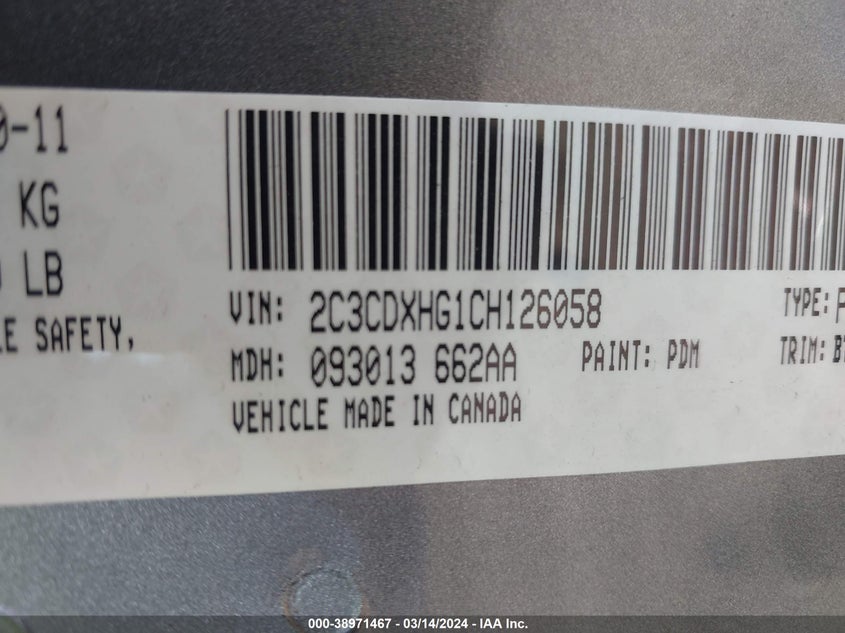 0-11
KG
LB
LE SAFETY,
VIN: 2C3CDXHG1CH126058
TYPE:
MDH: 093013 662AA
PAINT: PDM
TRIM:
VEHICLE MADE IN CANADA
000-38971467 - 03/14/2024 - IAA Inc.